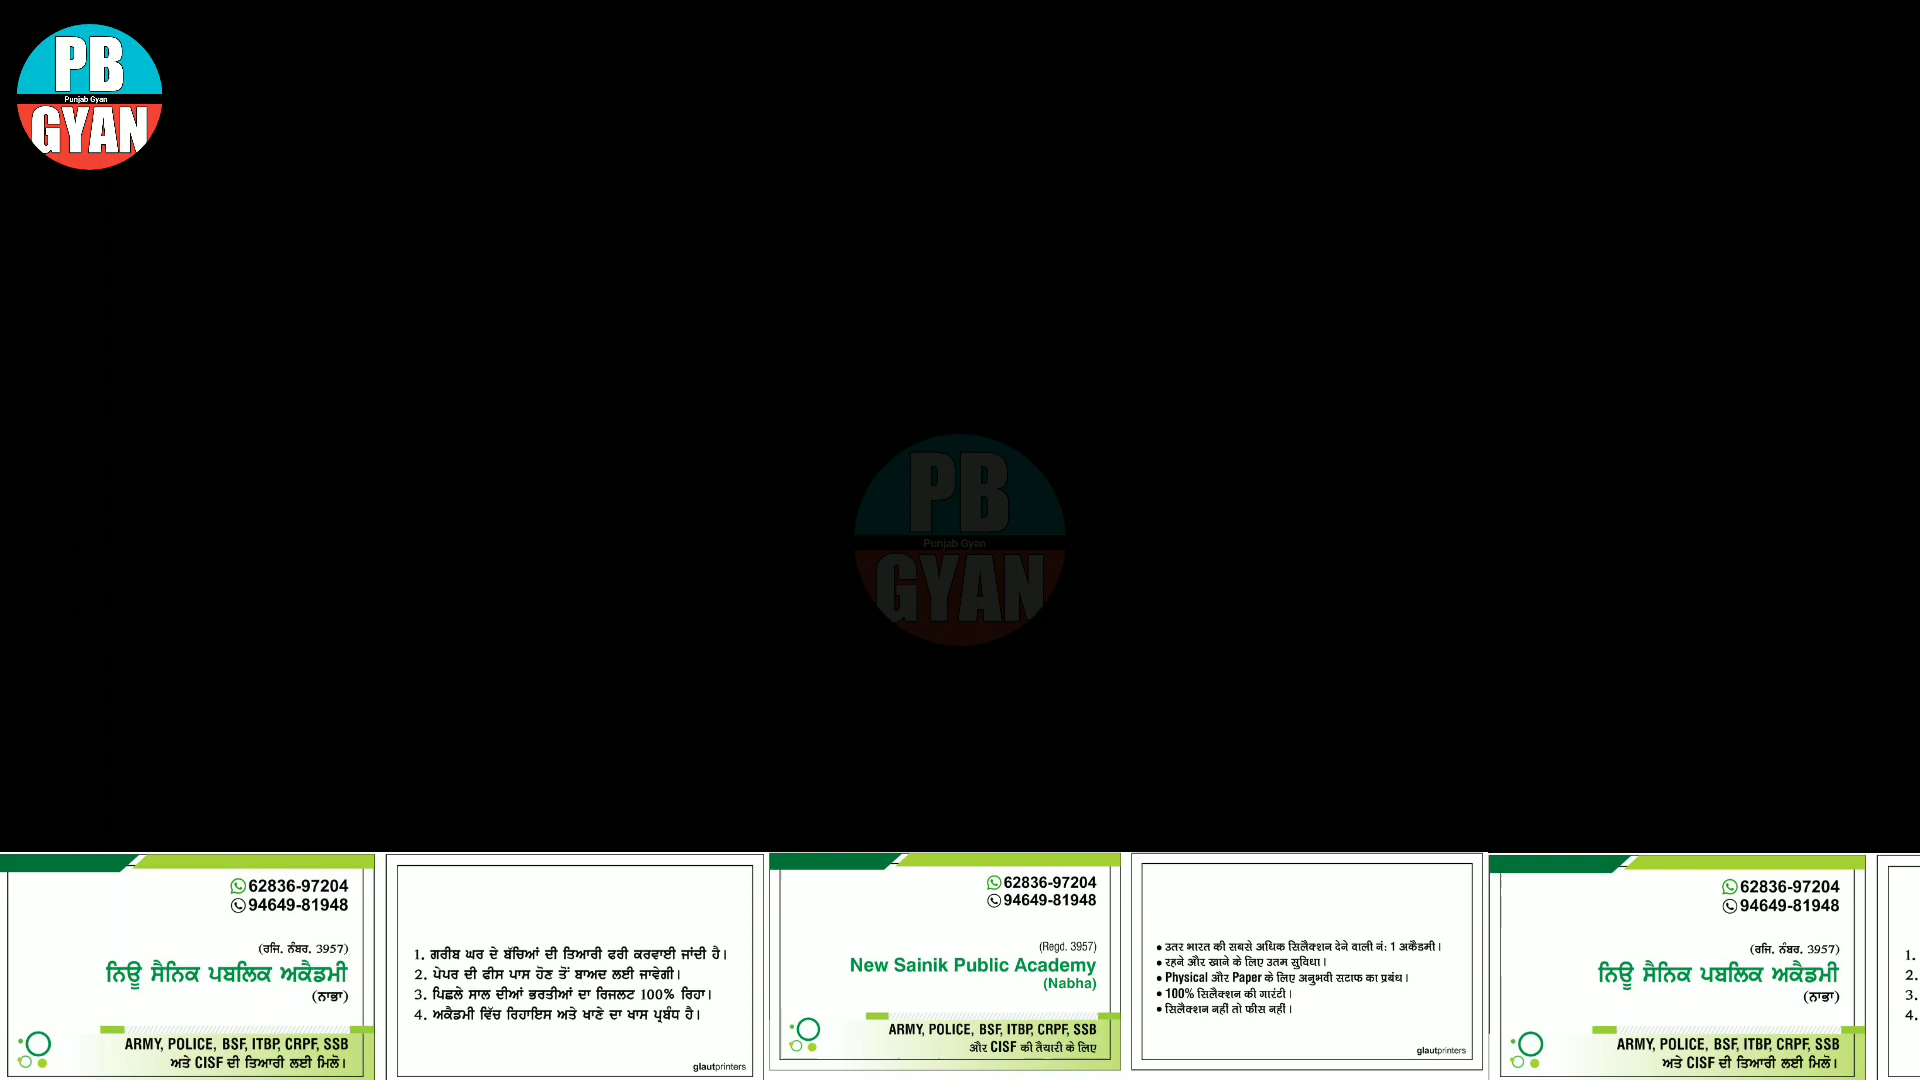 PB
Punjab Gyan
GYAN
PB
Punjab Gyan
GYAN
62836-97204
94649-81948
(ਰਜਿ. ਨੰਬਰ. 3957)
ਨਿਊ ਸੈਨਿਕ ਪਬਲਿਕ ਅਕੈਡਮੀ
(ਨਾਭਾ)
ARMY, POLICE, BSF, ITBP, CRPF, SSB
ਅਤੇ CISF ਦੀ ਤਿਆਰੀ ਲਈ ਮਿਲੋ।
1. ਗਰੀਬ ਘਰ ਦੇ ਬੱਚਿਆਂ ਦੀ ਤਿਆਰੀ ਫਰੀ ਕਰਵਾਈ ਜਾਂਦੀ ਹੈ।
2. ਪੇਪਰ ਦੀ ਫੀਸ ਪਾਸ ਹੋਣ ਤੋਂ ਬਾਅਦ ਲਈ ਜਾਵੇਗੀ।
3. ਪਿਛਲੇ ਸਾਲ ਦੀਆਂ ਭਰਤੀਆਂ ਦਾ ਰਿਜਲਟ 100% ਰਿਹਾ।
4. ਅਕੈਡਮੀ ਵਿੱਚ ਰਿਹਾਇਸ ਅਤੇ ਖਾਣੇ ਦਾ ਖਾਸ ਪ੍ਰਬੰਧ ਹੈ।
glautprinters
62836-97204
94649-81948
(Regd. 3957)
New Sainik Public Academy
(Nabha)
ARMY, POLICE, BSF, ITBP, CRPF, SSB
और CISF की तैयारी के लिए
• उतर भारत की सबसे अधिक सिलैक्शन देने वाली नं: 1 अकैडमी।
• रहने और खाने के लिए उतम सुविधा।
• Physical और Paper के लिए अनुभवी सटाफ का प्रबंध।
• 100% सिलैक्शन की गारंटी।
• सिलैक्शन नहीं तो फीस नहीं।
glautprinters
62836-97204
94649-81948
(ਰਜਿ. ਨੰਬਰ. 3957)
ਨਿਊ ਸੈਨਿਕ ਪਬਲਿਕ ਅਕੈਡਮੀ
(ਨਾਭਾ)
ARMY, POLICE, BSF, ITBP, CRPF, SSB
ਅਤੇ CISF ਦੀ ਤਿਆਰੀ ਲਈ ਮਿਲੋ।
1.
2.
3.
4.